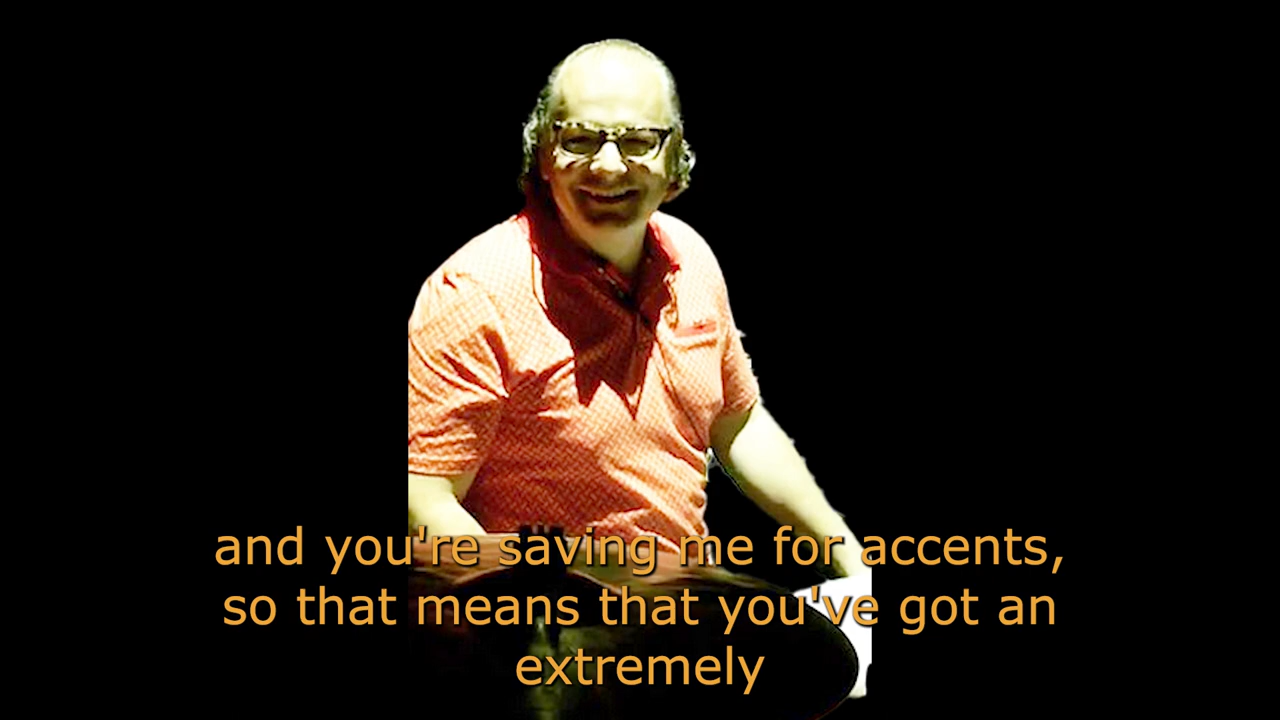 and you're saving me for accents,
so that means that you've got an
extremely